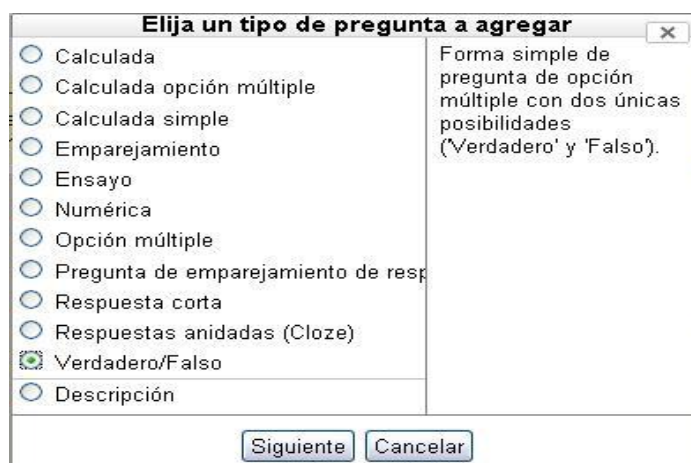 Elija un tipo de pregunta a agregar
Calculada
Calculada opción múltiple
Calculada simple
Emparejamiento
Ensayo
Numérica
Opción múltiple
Pregunta de emparejamiento de resp
Respuesta corta
Respuestas anidadas (Cloze)
Verdadero/Falso
Descripción
Forma simple de
pregunta de opción
múltiple con dos únicas
posibilidades
('Verdadero' y 'Falso').
Siguiente Cancelar